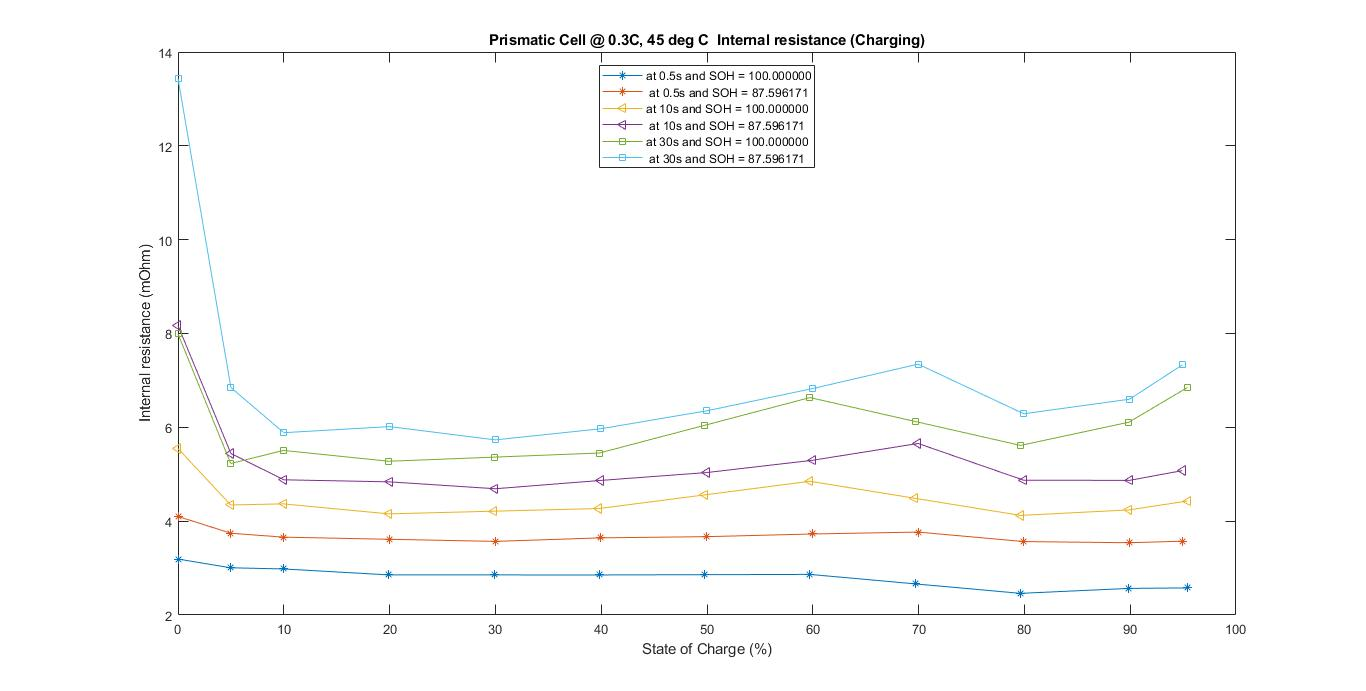 Prismatic Cell @ 0.3C, 45 deg C  Internal resistance (Charging)
at 0.5s and SOH = 100.000000
at 0.5s and SOH = 87.596171
at 10s and SOH = 100.000000
at 10s and SOH = 87.596171
at 30s and SOH = 100.000000
at 30s and SOH = 87.596171
Internal resistance (mOhm)
14
12
10
8
6
4
2
0 10 20 30 40 50 60 70 80 90 100
State of Charge (%)